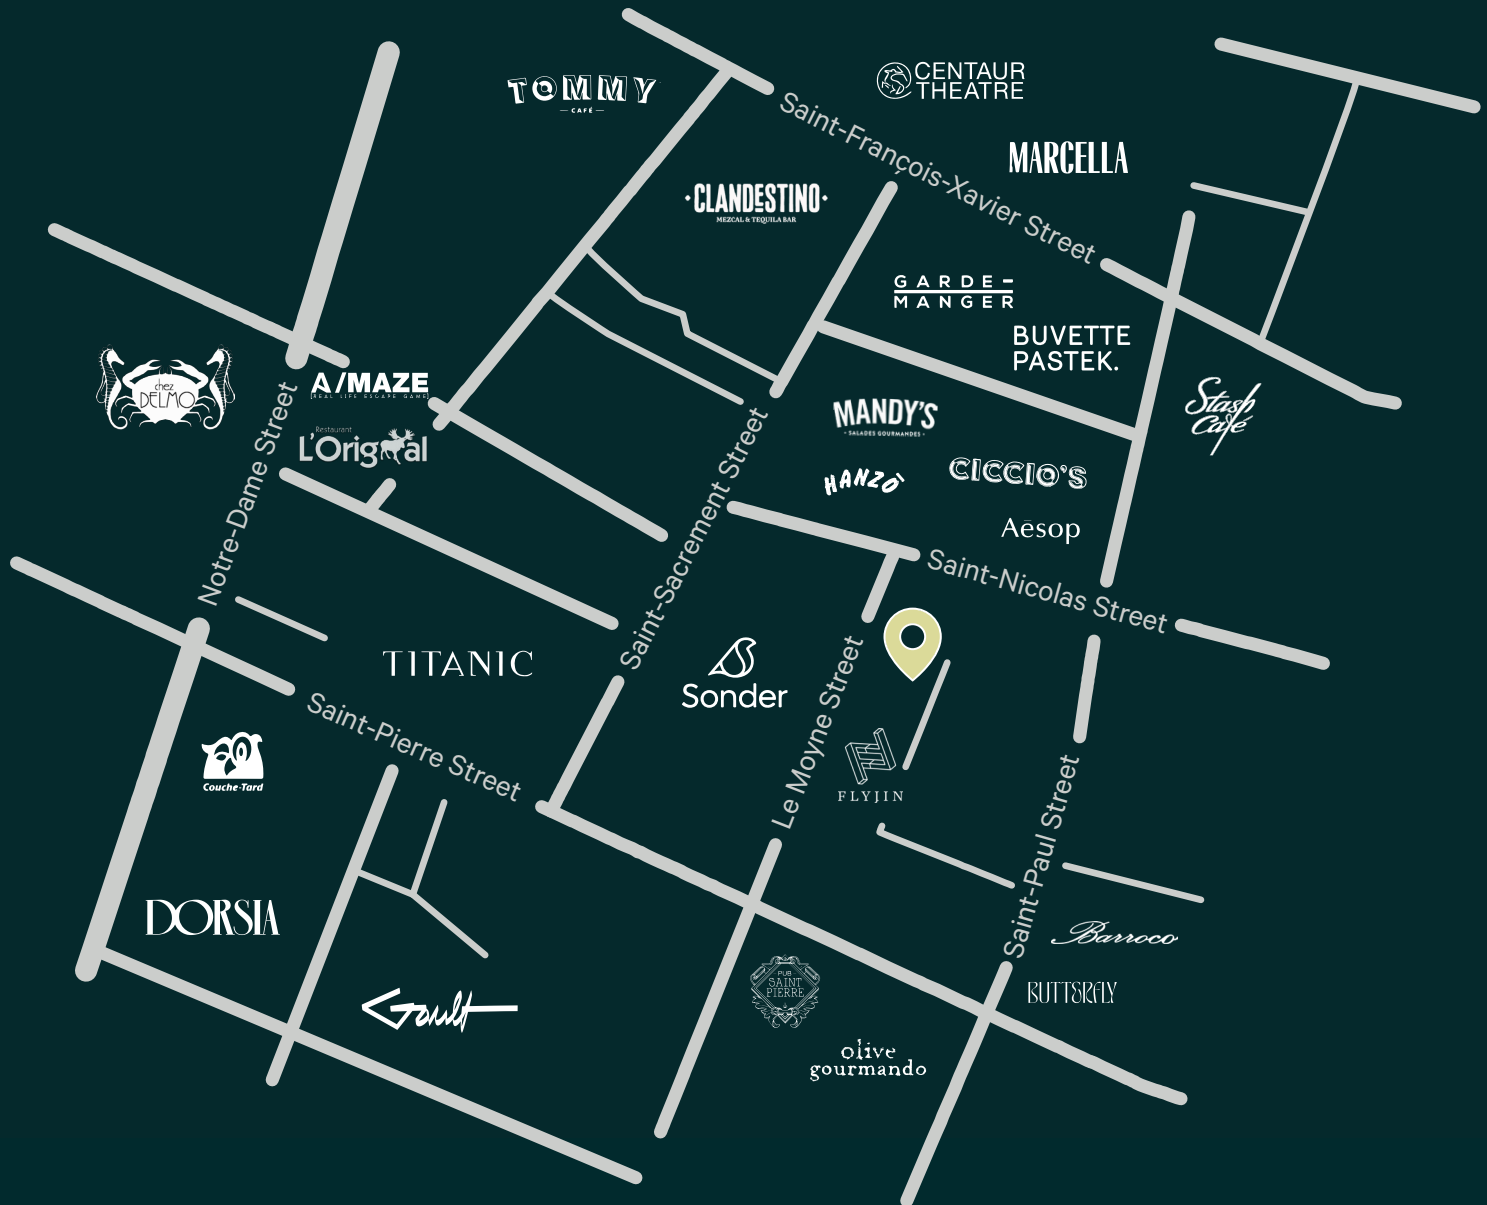 TOMMY
CAFÉ
CENTAUR
THEATRE
Saint-François-Xavier Street
MARCELLA
CLANDESTINO
MEZCAL & TEQUILA BAR
GARDE-
MANGER
BUVETTE
PASTEK.
chez
DELMO
A/MAZE
REAL LIFE ESCAPE GAME
Restaurant
L'Original
MANDY'S
SALADES GOURMANDES
Stash
Café
HANZŌ
CICCIO'S
Aēsop
Notre-Dame Street
Saint-Sacrement Street
Saint-Nicolas Street
TITANIC
Sonder
Le Moyne Street
Saint-Pierre Street
Couche-Tard
FLYJIN
Saint-Paul Street
DORSIA
Barroco
Gault
PUB
SAINT
PIERRE
BUTTERFLY
olive
gourmando